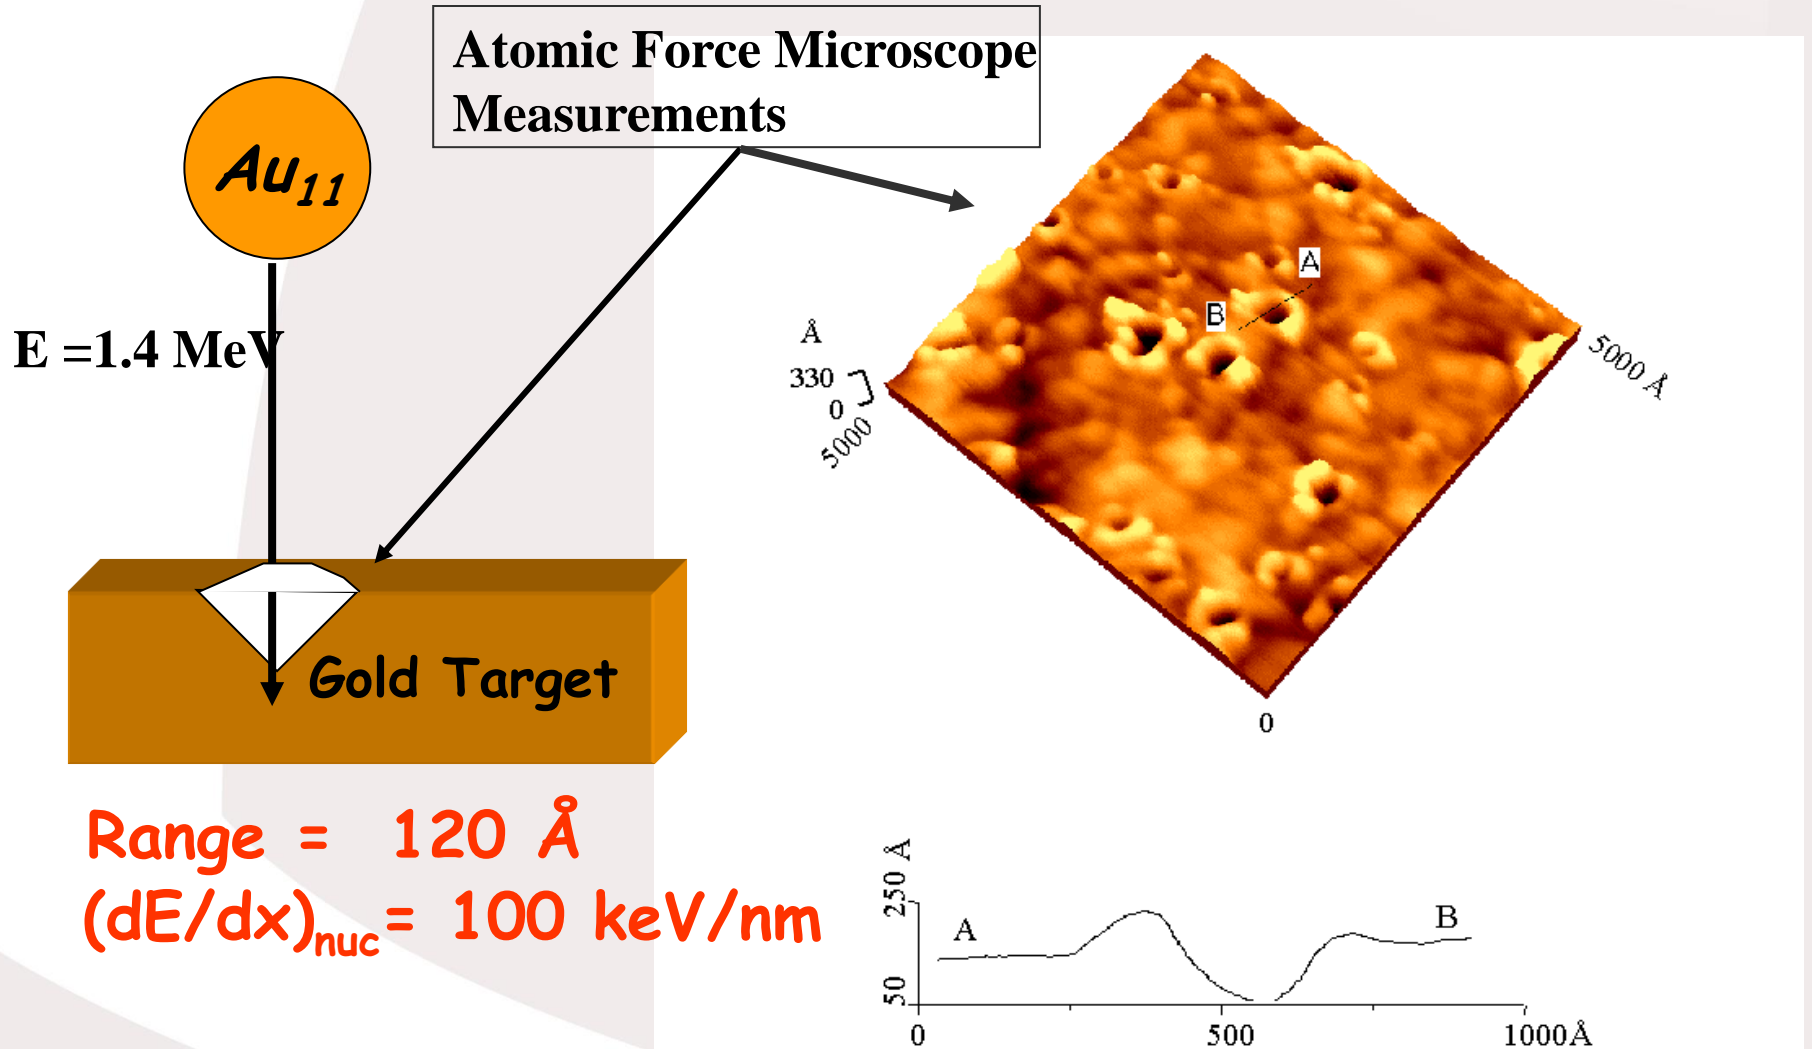 Atomic Force Microscope
Measurements
Au11
E =1.4 MeV
Gold Target
Range = 120 Å
(dE/dx)nuc= 100 keV/nm
A
B
Å
330
0
5000
5000 Å
0
250 Å
50
A
B
0
500
1000Å